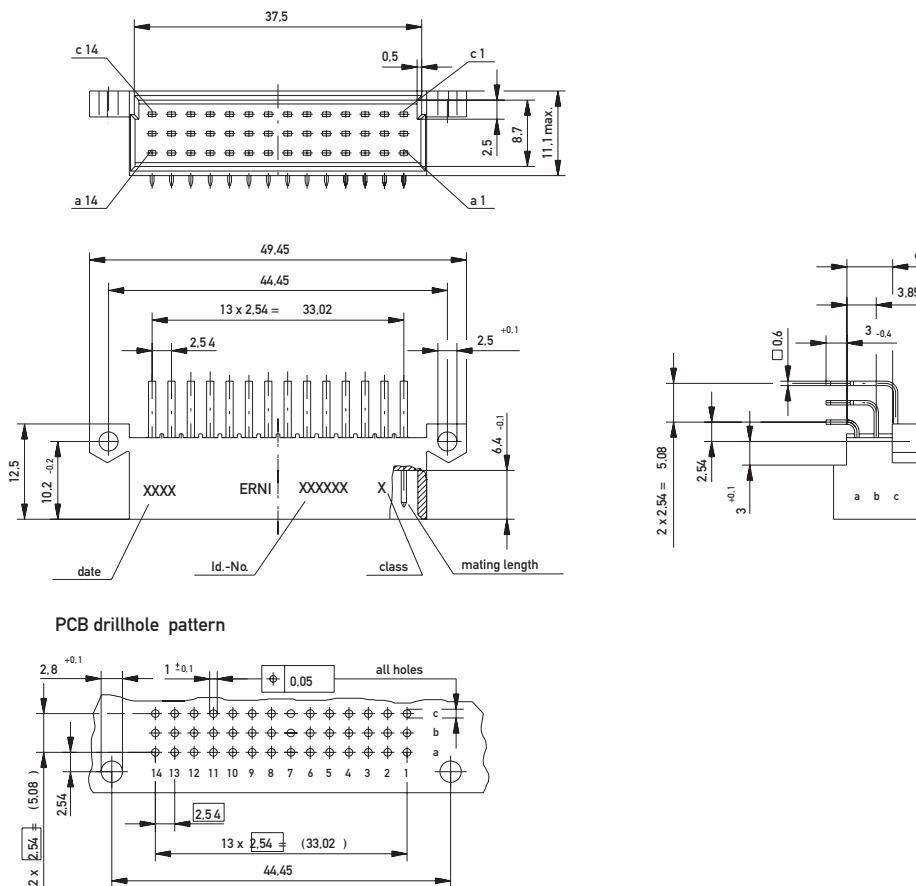 37,5
c 14
0,5
c 1
2,5
8,7
11,1 max.
a 14
a 1
49,45
44,45
13 x 2,54 = 33,02
2,54
2,5 +0,1
12,5
10,2 -0,2
6,4 -0,1
XXXX
ERNI
XXXXXX
X
date
Id.-No.
class
mating length
3,85
3 -0,4
□ 0,6
2 x 2,54 = 5,08
2,54
3 +0,1
a b c
PCB drillhole pattern
2,8 +0,1
1 ±0,1
0,05
all holes
c
b
a
14 13 12 11 10 9 8 7 6 5 4 3 2 1
2 x 2,54 = (5,08)
2,54
2,54
13 x 2,54 = (33,02)
44,45